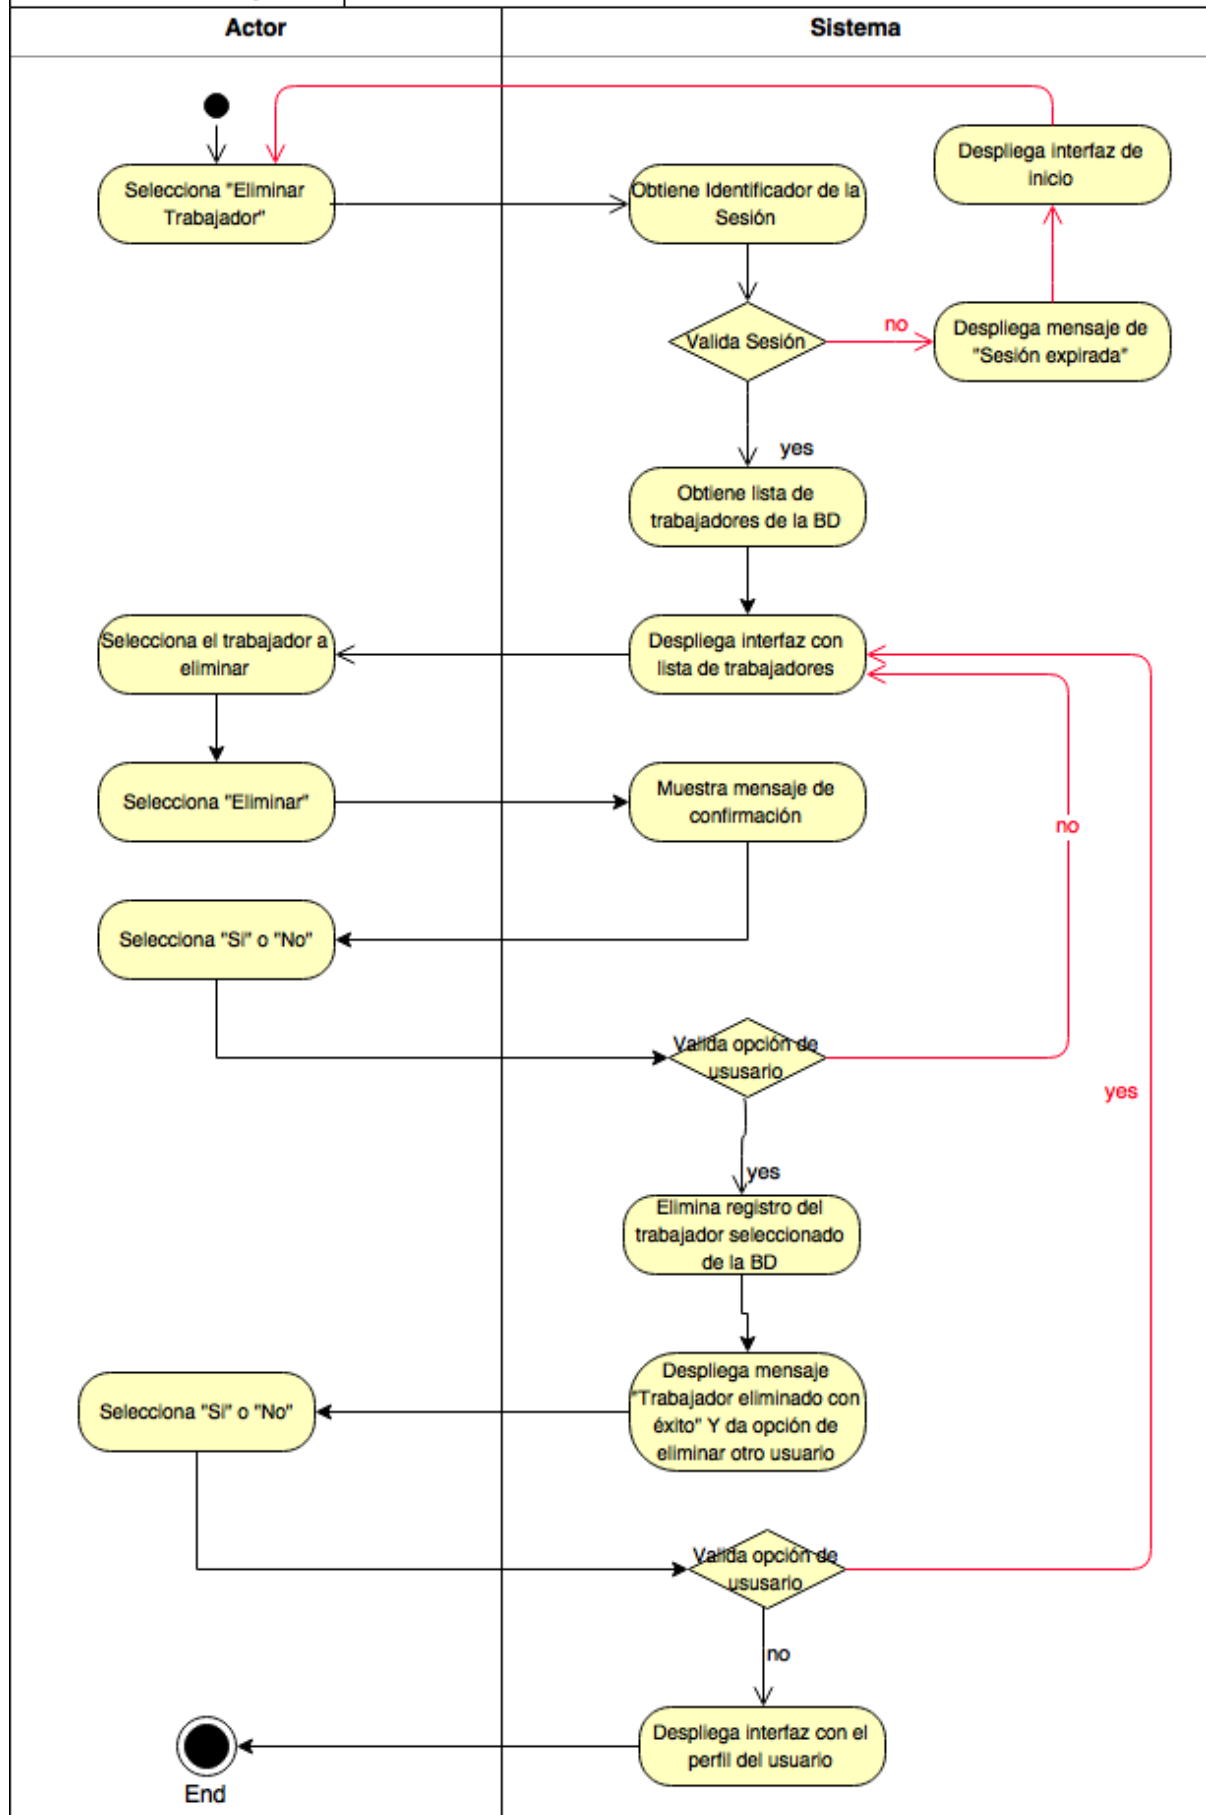 Actor
Sistema
Selecciona "Eliminar
Trabajador"
Obtiene Identificador de la
Sesión
Despliega interfaz de
inicio
Valida Sesión
no
Despliega mensaje de
"Sesión expirada"
yes
Obtiene lista de
trabajadores de la BD
Selecciona el trabajador a
eliminar
Despliega interfaz con
lista de trabajadores
Selecciona "Eliminar"
Muestra mensaje de
confirmación
no
Selecciona "Si" o "No"
Valida opción de
ususario
yes
yes
Elimina registro del
trabajador seleccionado
de la BD
Despliega mensaje
"Trabajador eliminado con
éxito" Y da opción de
eliminar otro usuario
Selecciona "Si" o "No"
Valida opción de
ususario
no
Despliega interfaz con el
perfil del usuario
End